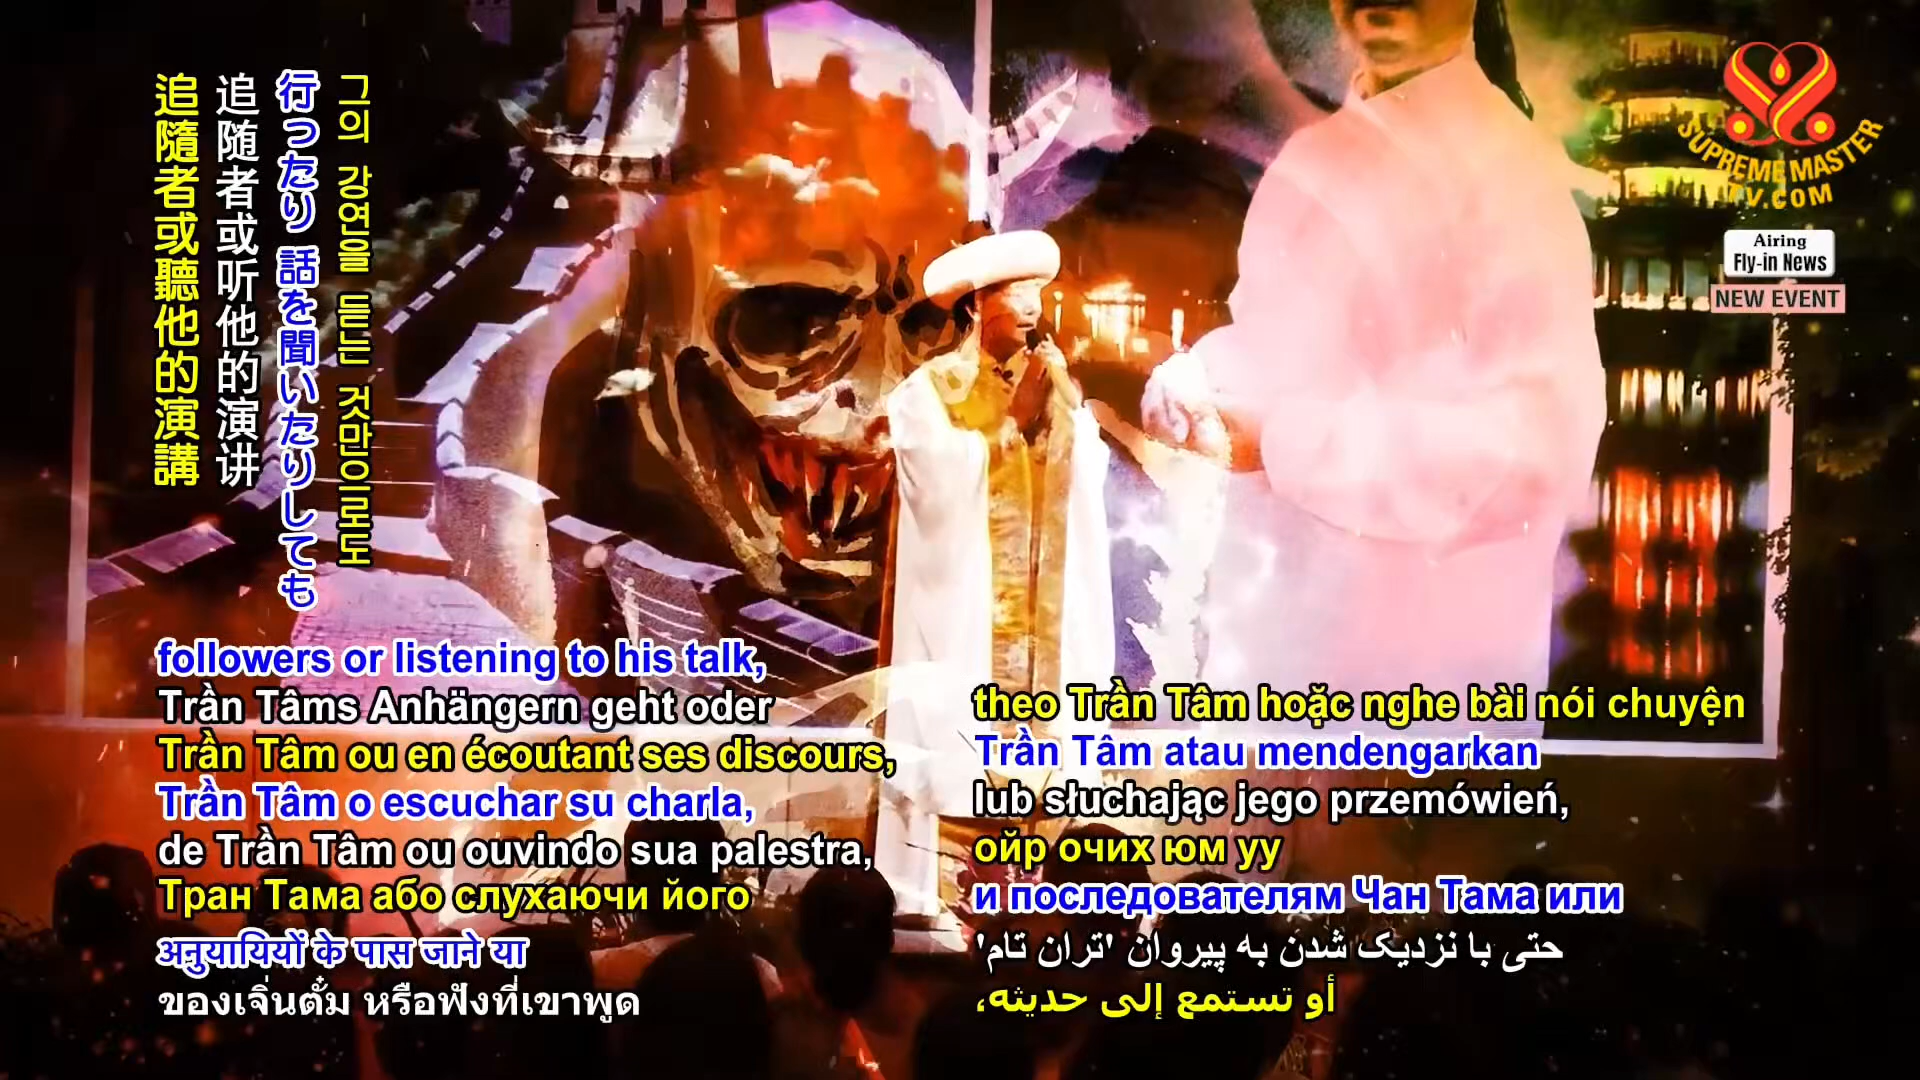 追隨者或聽他的演講
追随者或听他的演讲
行ったり 話を聞いたりしても
그의 강연을 듣는 것만으로도
SUPREME MASTER
TV.COM
Airing
Fly-in News
NEW EVENT
followers or listening to his talk,
Trần Tâms Anhängern geht oder
Trần Tâm ou en écoutant ses discours,
Trần Tâm o escuchar su charla,
de Trần Tâm ou ouvindo sua palestra,
Тран Тама або слухаючи його
अनुयायियों के पास जाने या
ของเจิ่นตั๋ม หรือฟังที่เขาพูด
theo Trần Tâm hoặc nghe bài nói chuyện
Trần Tâm atau mendengarkan
lub słuchając jego przemówień,
ойр очих юм уу
и последователям Чан Тама или
حتی با نزدیک شدن به پیروان 'تران تام'
أو تستمع إلى حديثه،